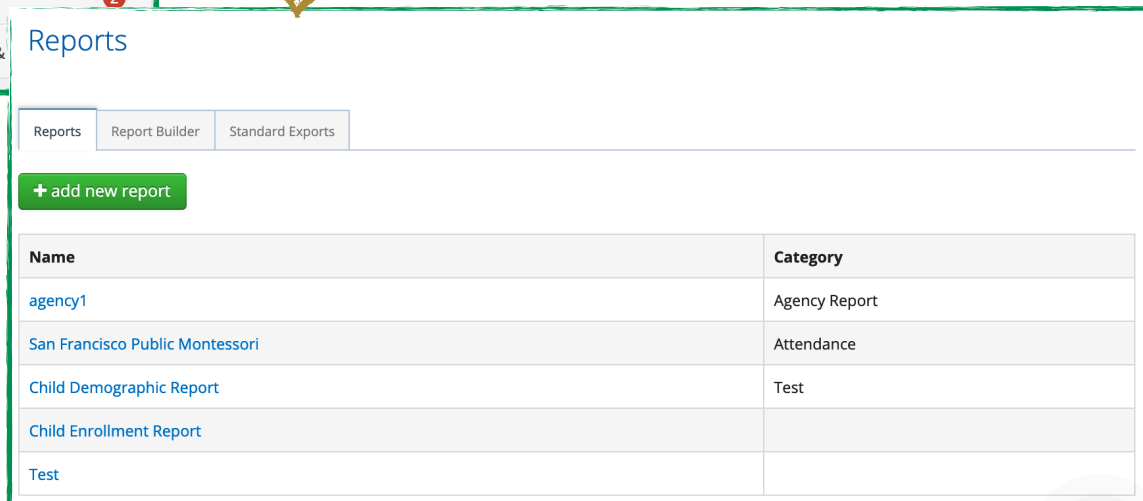 2
&
Reports
Reports Report Builder Standard Exports
+ add new report
Name Category
agency1 Agency Report
San Francisco Public Montessori Attendance
Child Demographic Report Test
Child Enrollment Report
Test